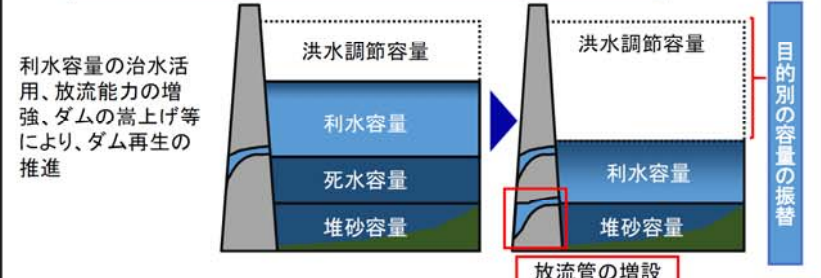 利水容量の治水活
用、放流能力の増
強、ダムの嵩上げ等
により、ダム再生の
推進
洪水調節容量
利水容量
死水容量
堆砂容量
洪水調節容量
利水容量
堆砂容量
放流管の増設
目的別の容量の振替